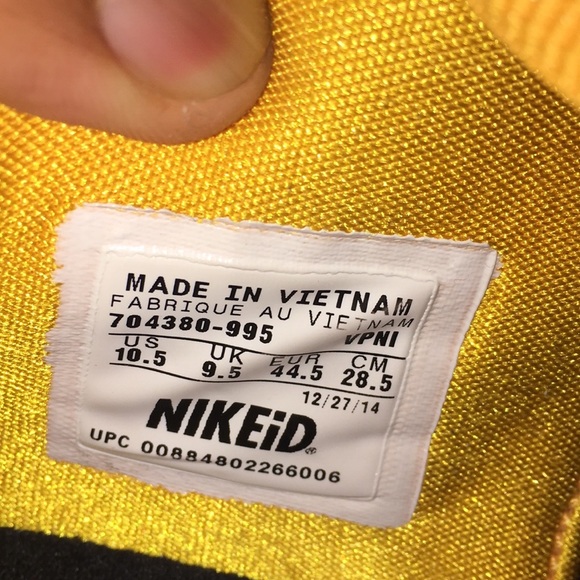 MADE IN VIETNAM
FABRIQUE AU VIETNAM
704380-995 VPNI
US UK EUR CM
10.5 9.5 44.5 28.5
12/27/14
NIKEiD®
UPC 00884802266006